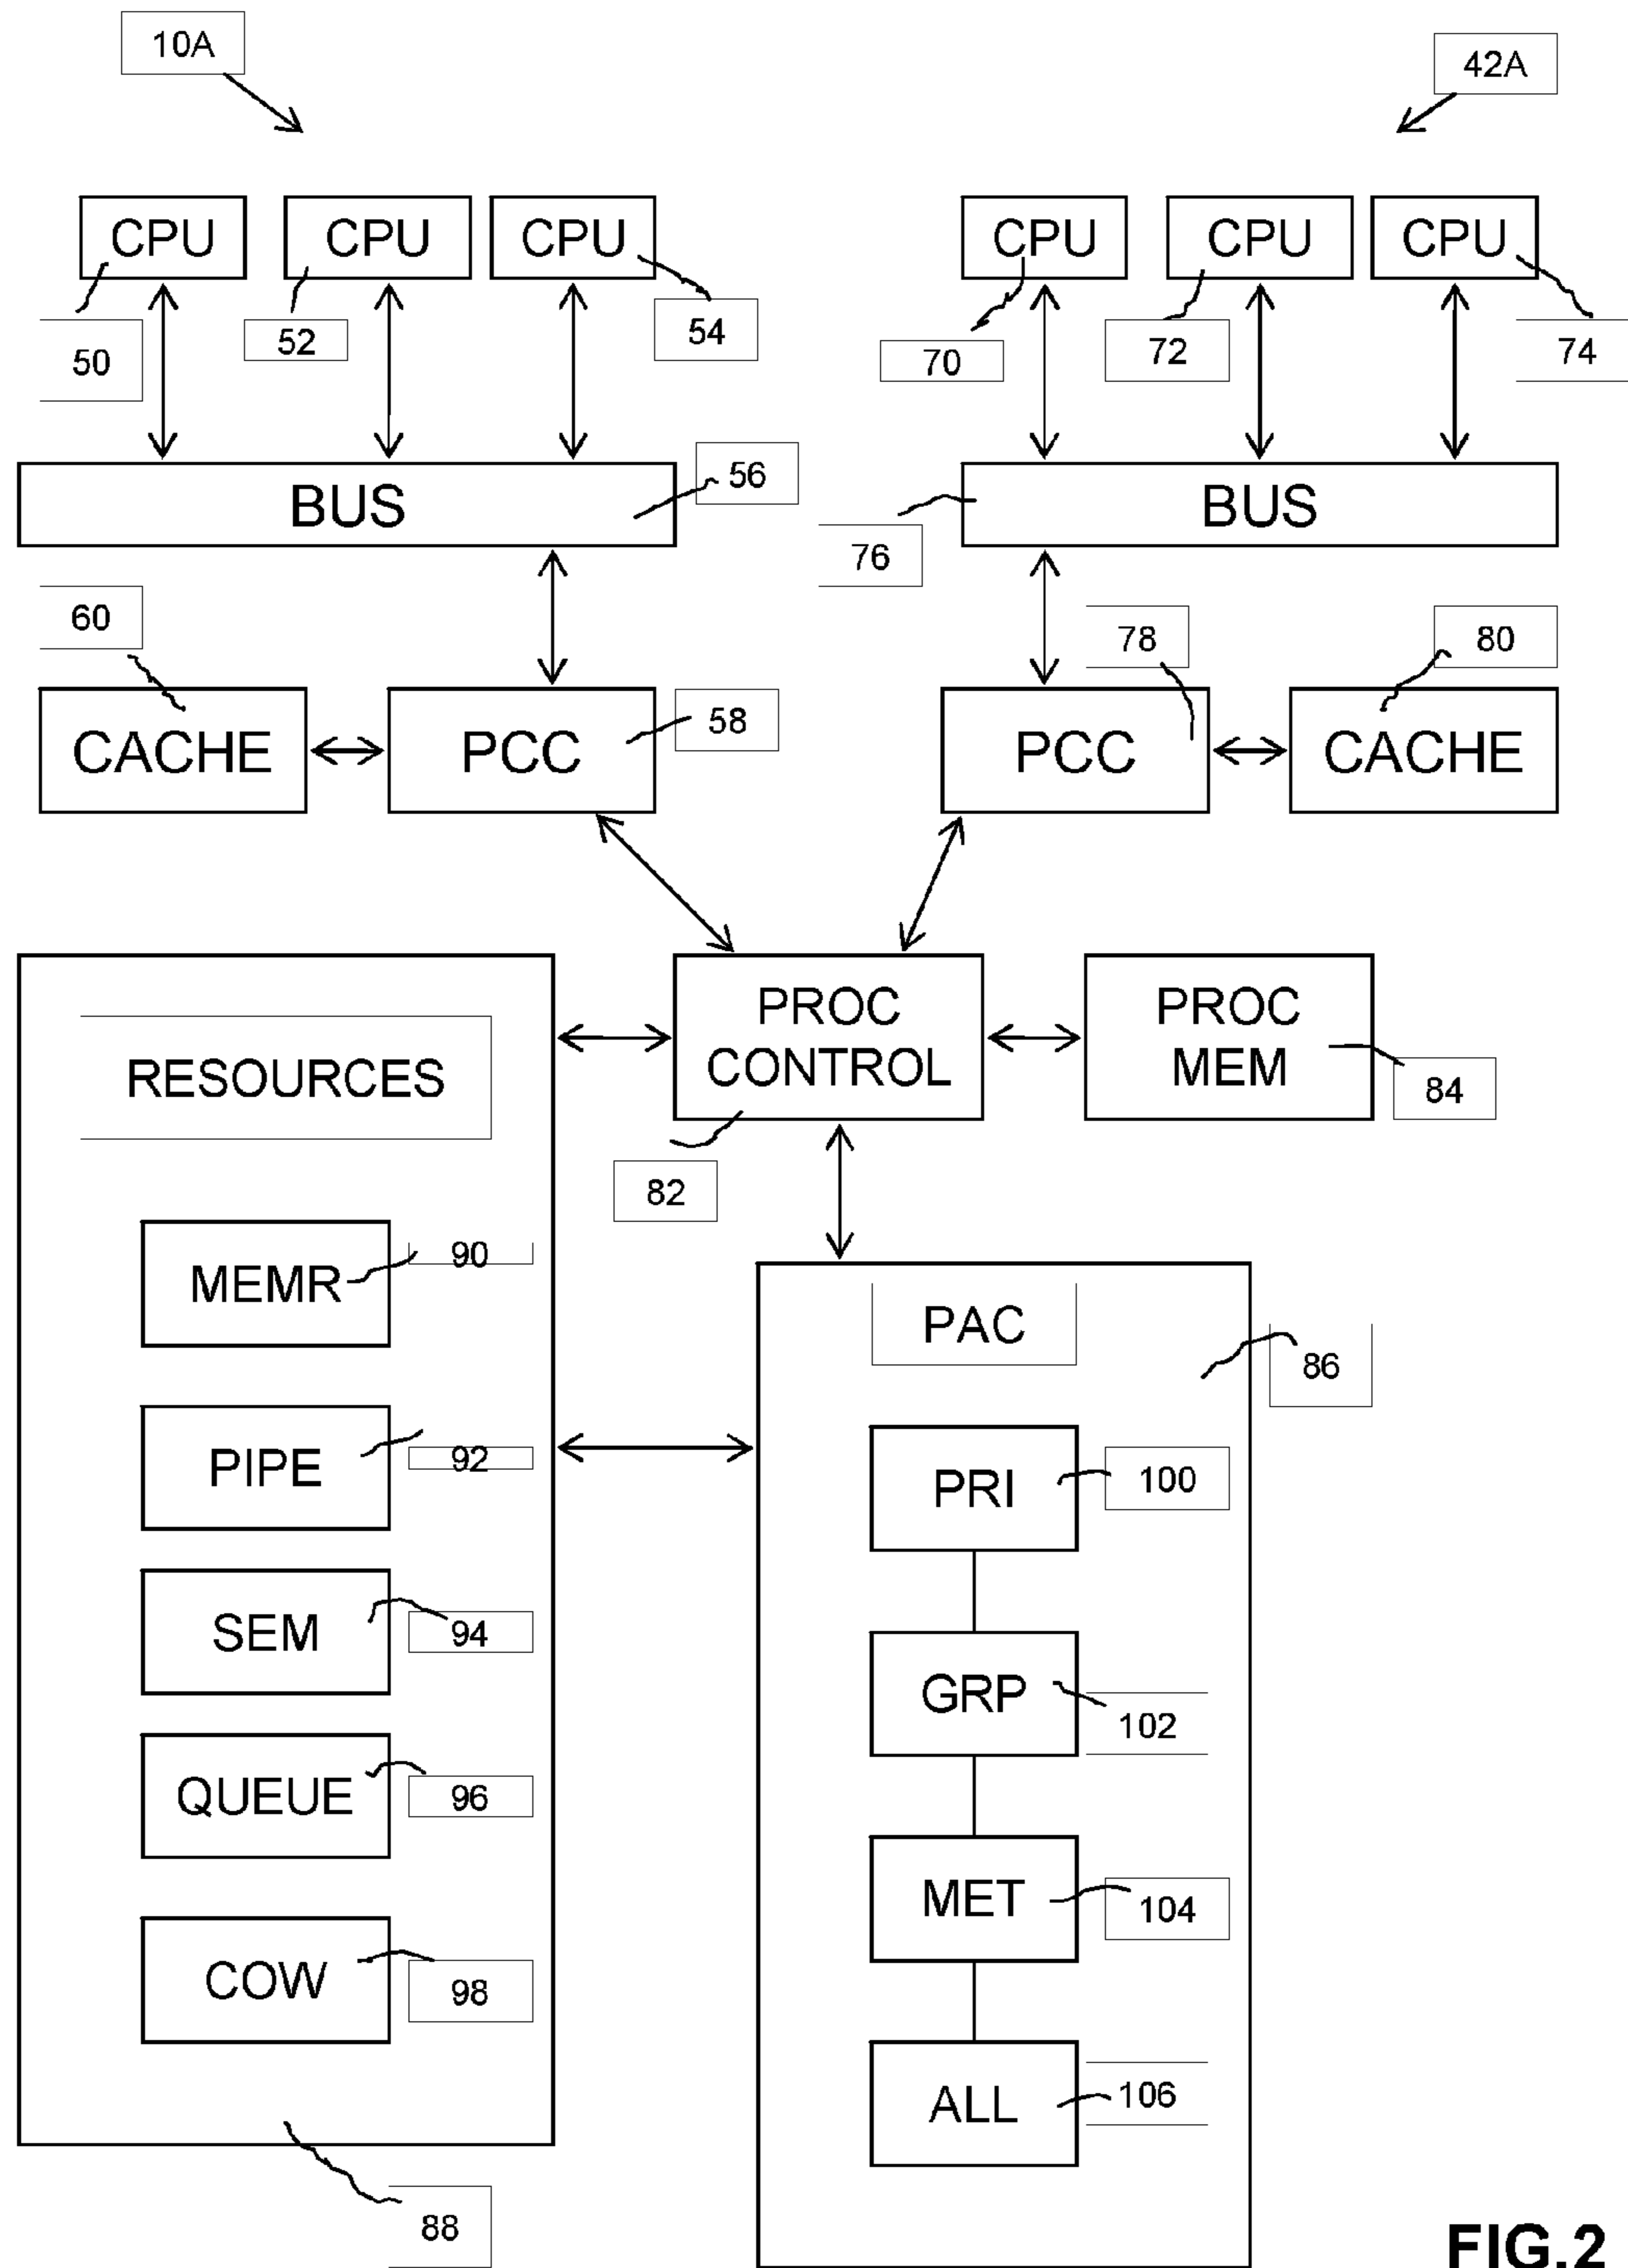 10A
42A
CPU
CPU
CPU
CPU
CPU
CPU
50
52
54
70
72
74
BUS
56
76
BUS
60
78
80
CACHE
PCC
58
PCC
CACHE
RESOURCES
PROC
CONTROL
PROC
MEM
84
82
MEMR
90
PAC
86
PIPE
92
PRI
100
SEM
94
GRP
102
QUEUE
96
MET
104
COW
98
ALL
106
88
FIG.2